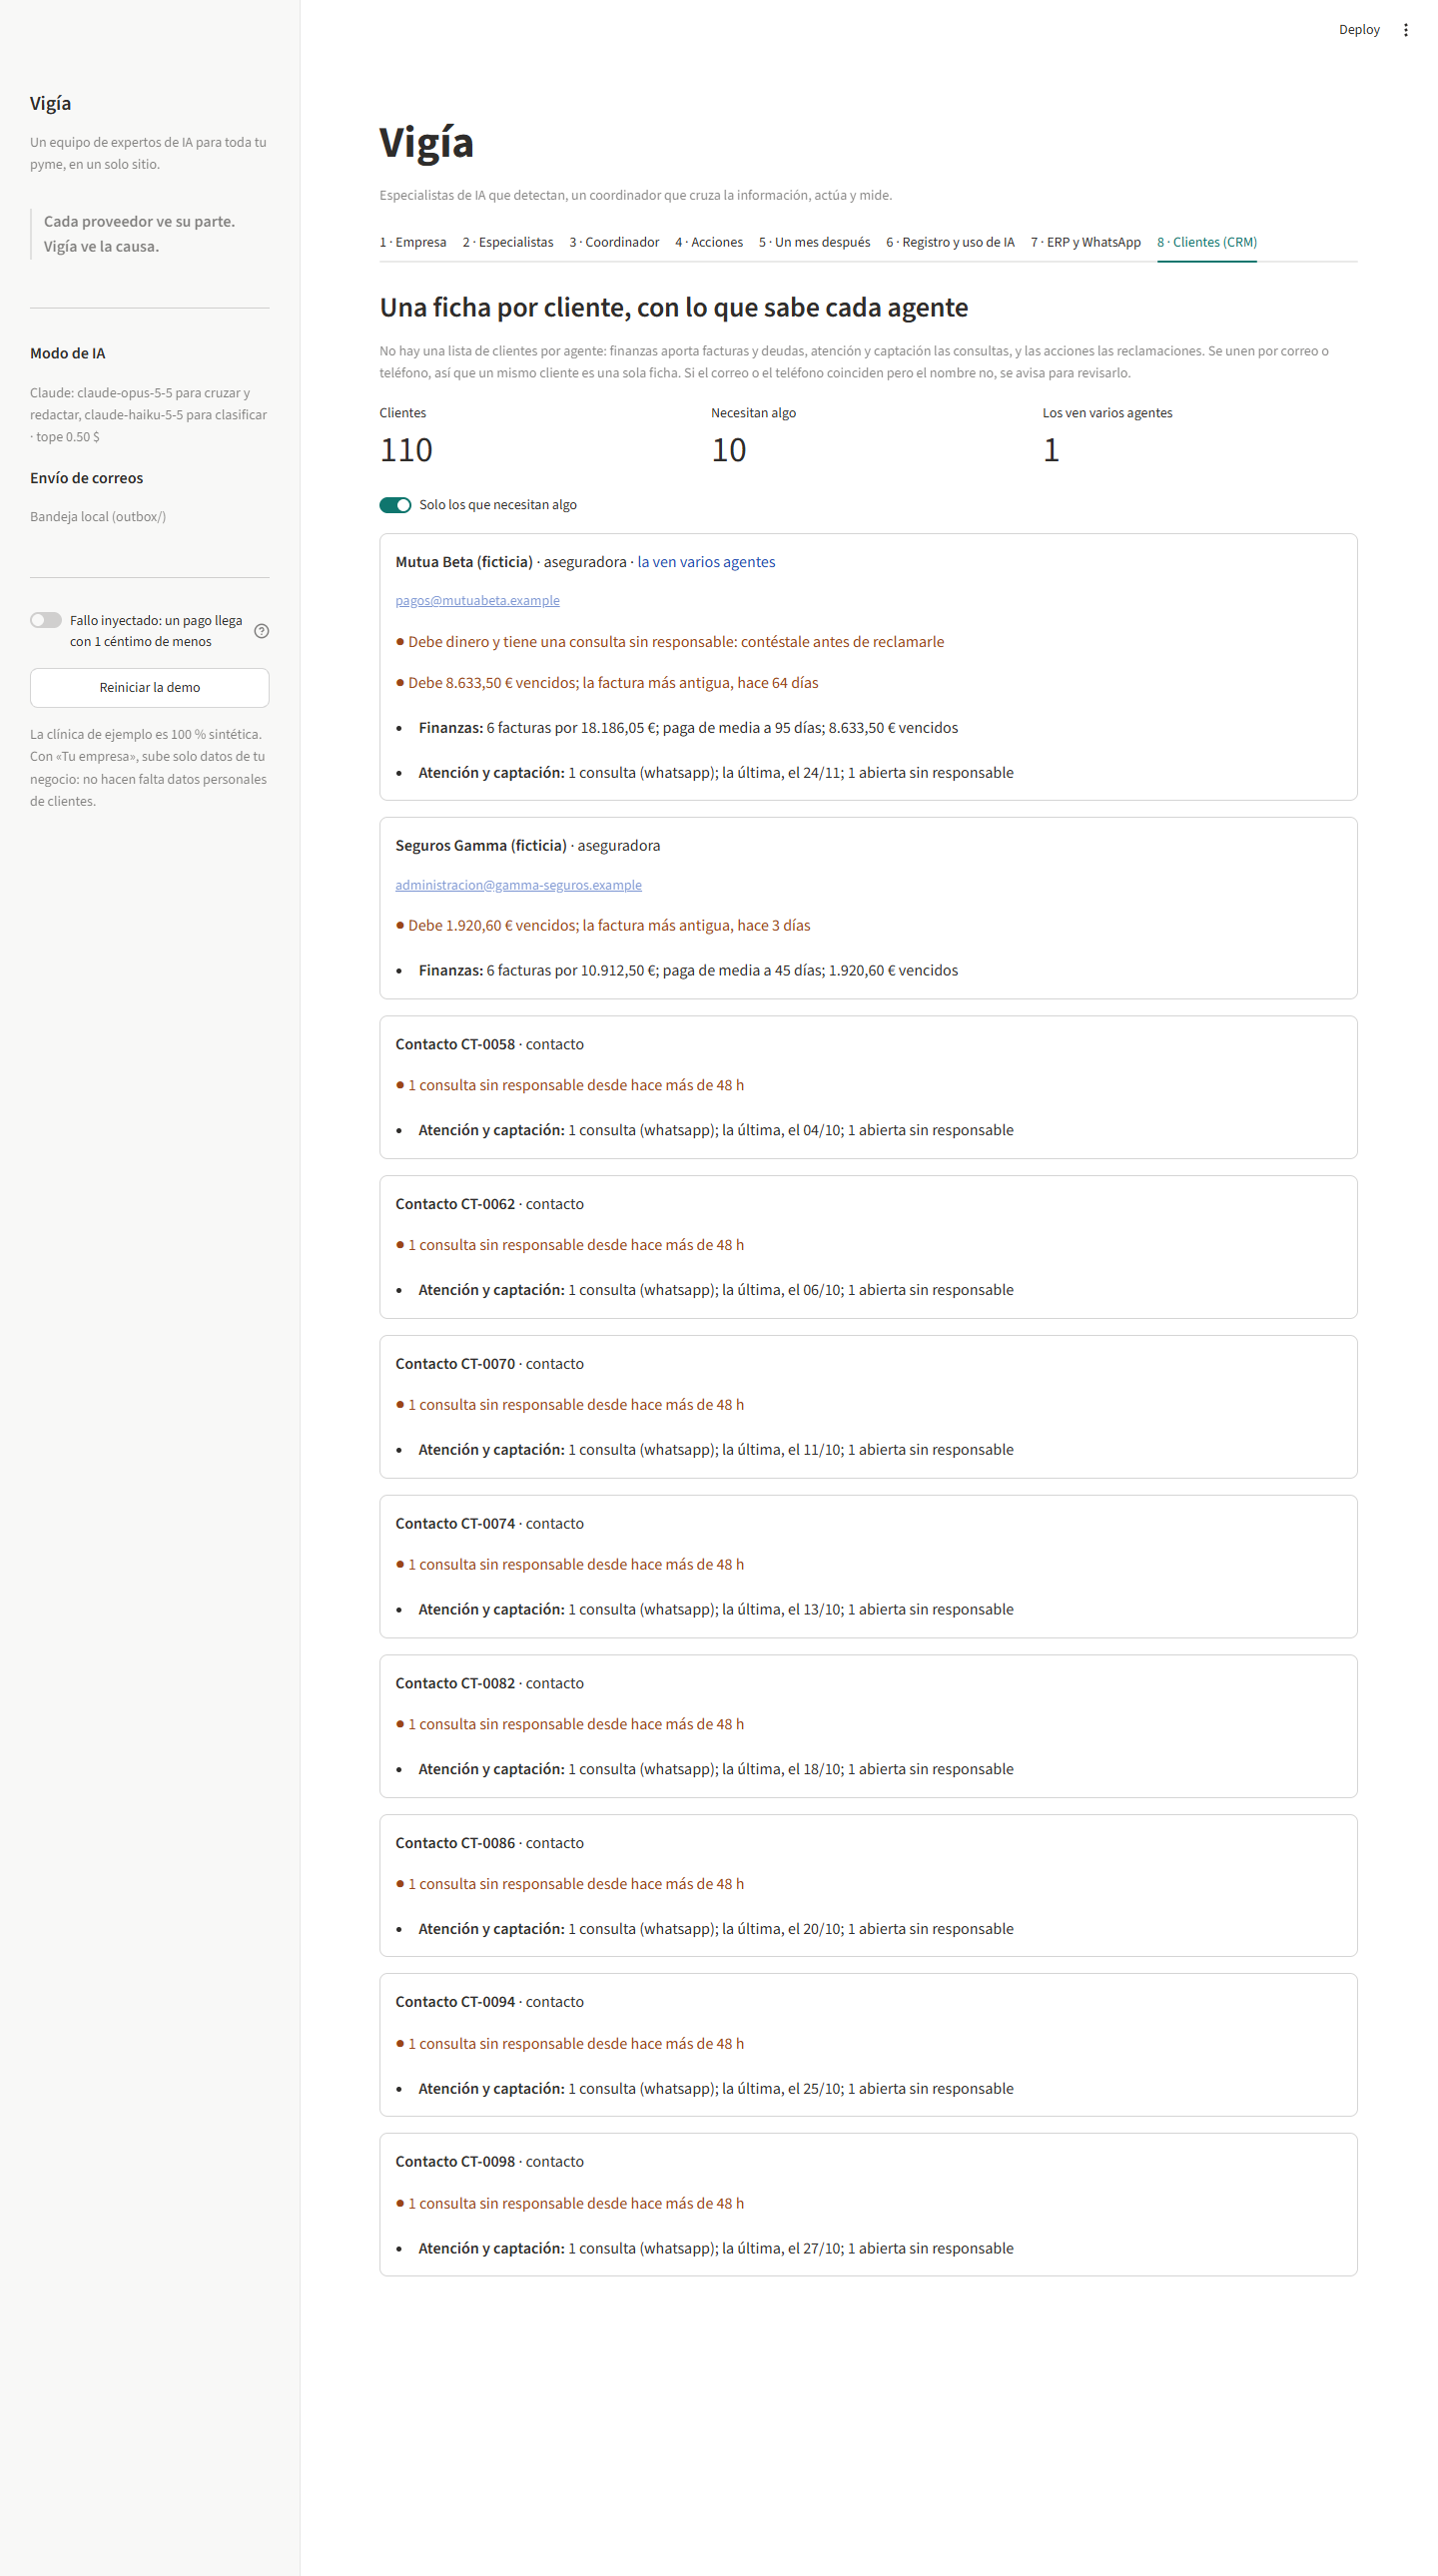 Deploy
Vigía
Un equipo de expertos de IA para toda tu
pyme, en un solo sitio.
Cada proveedor ve su parte.
Vigía ve la causa.
Modo de IA
Claude: claude-opus-5-5 para cruzar y
redactar, claude-haiku-5-5 para clasificar
· tope 0.50 $
Envío de correos
Bandeja local (outbox/)
Fallo inyectado: un pago llega
con 1 céntimo de menos
Reiniciar la demo
La clínica de ejemplo es 100 % sintética.
Con «Tu empresa», sube solo datos de tu
negocio: no hacen falta datos personales
de clientes.
Vigía
Especialistas de IA que detectan, un coordinador que cruza la información, actúa y mide.
1 · Empresa 2 · Especialistas 3 · Coordinador 4 · Acciones 5 · Un mes después 6 · Registro y uso de IA 7 · ERP y WhatsApp 8 · Clientes (CRM)
Una ficha por cliente, con lo que sabe cada agente
No hay una lista de clientes por agente: finanzas aporta facturas y deudas, atención y captación las consultas, y las acciones las reclamaciones. Se unen por correo o
teléfono, así que un mismo cliente es una sola ficha. Si el correo o el teléfono coinciden pero el nombre no, se avisa para revisarlo.
Clientes Necesitan algo Los ven varios agentes
110 10 1
Solo los que necesitan algo
Mutua Beta (ficticia) · aseguradora · la ven varios agentes
pagos@mutuabeta.example
● Debe dinero y tiene una consulta sin responsable: contéstale antes de reclamarle
● Debe 8.633,50 € vencidos; la factura más antigua, hace 64 días
• Finanzas: 6 facturas por 18.186,05 €; paga de media a 95 días; 8.633,50 € vencidos
• Atención y captación: 1 consulta (whatsapp); la última, el 24/11; 1 abierta sin responsable
Seguros Gamma (ficticia) · aseguradora
administracion@gamma-seguros.example
● Debe 1.920,60 € vencidos; la factura más antigua, hace 3 días
• Finanzas: 6 facturas por 10.912,50 €; paga de media a 45 días; 1.920,60 € vencidos
Contacto CT-0058 · contacto
● 1 consulta sin responsable desde hace más de 48 h
• Atención y captación: 1 consulta (whatsapp); la última, el 04/10; 1 abierta sin responsable
Contacto CT-0062 · contacto
● 1 consulta sin responsable desde hace más de 48 h
• Atención y captación: 1 consulta (whatsapp); la última, el 06/10; 1 abierta sin responsable
Contacto CT-0070 · contacto
● 1 consulta sin responsable desde hace más de 48 h
• Atención y captación: 1 consulta (whatsapp); la última, el 11/10; 1 abierta sin responsable
Contacto CT-0074 · contacto
● 1 consulta sin responsable desde hace más de 48 h
• Atención y captación: 1 consulta (whatsapp); la última, el 13/10; 1 abierta sin responsable
Contacto CT-0082 · contacto
● 1 consulta sin responsable desde hace más de 48 h
• Atención y captación: 1 consulta (whatsapp); la última, el 18/10; 1 abierta sin responsable
Contacto CT-0086 · contacto
● 1 consulta sin responsable desde hace más de 48 h
• Atención y captación: 1 consulta (whatsapp); la última, el 20/10; 1 abierta sin responsable
Contacto CT-0094 · contacto
● 1 consulta sin responsable desde hace más de 48 h
• Atención y captación: 1 consulta (whatsapp); la última, el 25/10; 1 abierta sin responsable
Contacto CT-0098 · contacto
● 1 consulta sin responsable desde hace más de 48 h
• Atención y captación: 1 consulta (whatsapp); la última, el 27/10; 1 abierta sin responsable